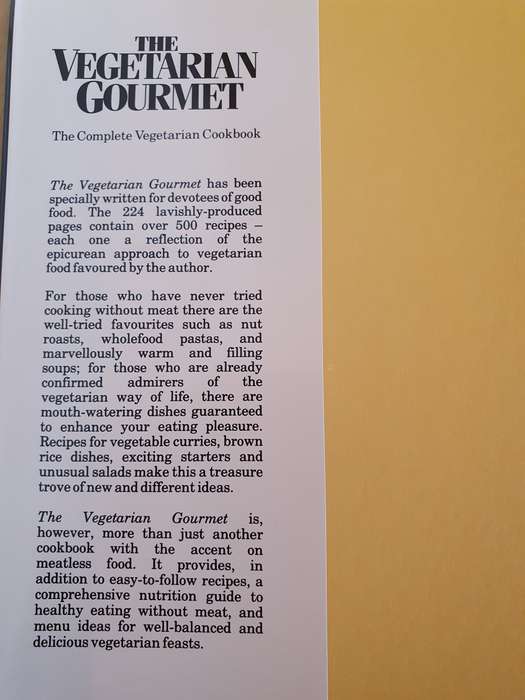 THE
VEGETARIAN
GOURMET
The Complete Vegetarian Cookbook
The Vegetarian Gourmet has been
specially written for devotees of good
food. The 224 lavishly-produced
pages contain over 500 recipes –
each one a reflection of the
epicurean approach to vegetarian
food favoured by the author.
For those who have never tried
cooking without meat there are the
well-tried favourites such as nut
roasts, wholefood pastas, and
marvellously warm and filling
soups; for those who are already
confirmed admirers of the
vegetarian way of life, there are
mouth-watering dishes guaranteed
to enhance your eating pleasure.
Recipes for vegetable curries, brown
rice dishes, exciting starters and
unusual salads make this a treasure
trove of new and different ideas.
The Vegetarian Gourmet is,
however, more than just another
cookbook with the accent on
meatless food. It provides, in
addition to easy-to-follow recipes, a
comprehensive nutrition guide to
healthy eating without meat, and
menu ideas for well-balanced and
delicious vegetarian feasts.